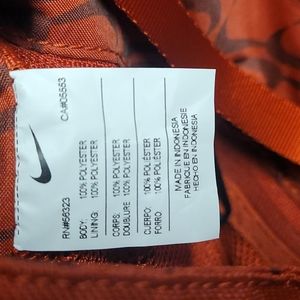 CA#05553
RN#56323
BODY: 100% POLYESTER
LINING: 100% POLYESTER
CORPS: 100% POLYESTER
DOUBLURE: 100% POLYESTER
CUERPO: 100% POLIÉSTER
FORRO: 100% POLIÉSTER
MADE IN INDONESIA
FABRIQUÉ EN INDONÉSIE
HECHO EN INDONESIA